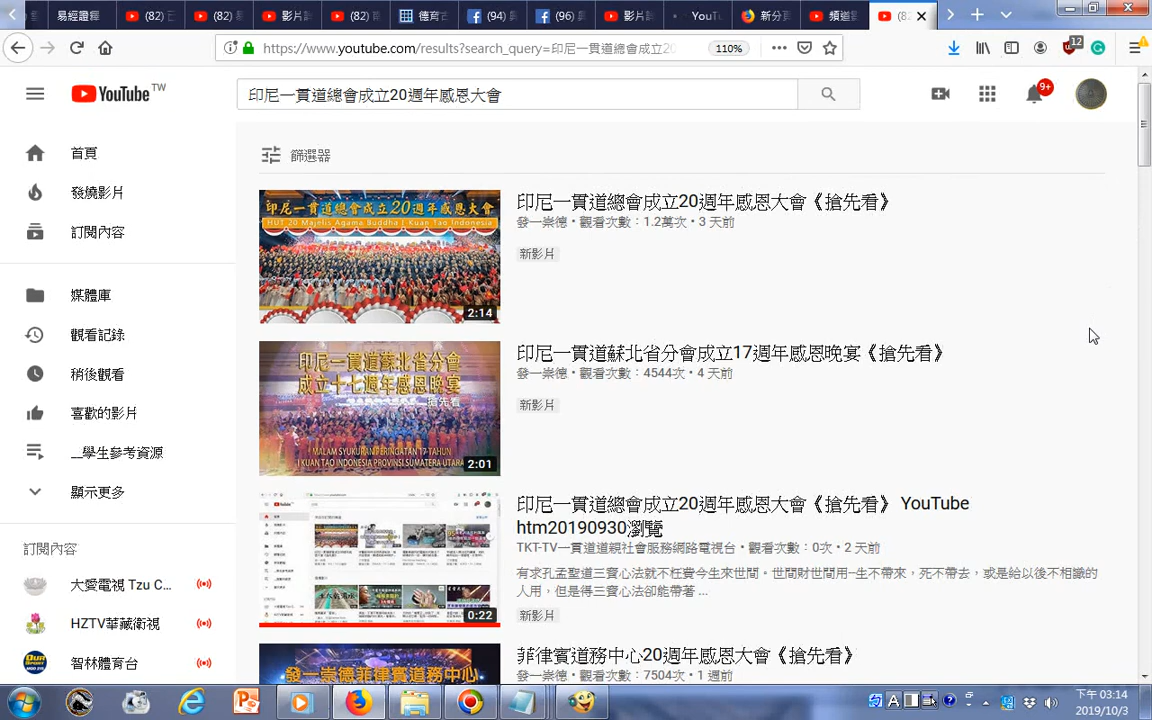 易經證釋
(82)
(82)
影片
(82)
德育
(94)
(96)
影片
YouTu
新分頁
頻道
(82
https://www.youtube.com/results?search_query=印尼一貫道總會成立20
110%
12
YouTube TW
印尼一貫道總會成立20週年感恩大會
9+
首頁
發燒影片
訂閱內容
媒體庫
觀看記錄
稍後觀看
喜歡的影片
__學生參考資源
顯示更多
訂閱內容
大愛電視 Tzu C...
HZTV華藏衛視
智林體育台
篩選器
印尼一貫道總會成立20週年感恩大會
HUT 20 Majelis Agama Buddha I Kuan Tao Indonesia
2:14
印尼一貫道總會成立20週年感恩大會《搶先看》
發一崇德・觀看次數：1.2萬次・3 天前
新影片
印尼一貫道蘇北省分會
成立十七週年感恩晚宴
搶先看
MALAM SYUKURAN PERINGATAN 17 TAHUN
I KUAN TAO INDONESIA PROVINSI SUMATERA UTARA
2:01
印尼一貫道蘇北省分會成立17週年感恩晚宴《搶先看》
發一崇德・觀看次數：4544次・4 天前
新影片
0:22
印尼一貫道總會成立20週年感恩大會《搶先看》 YouTube
htm20190930瀏覽
TKT-TV一貫道道親社會服務網路電視台・觀看次數：0次・2 天前
有求孔孟聖道三寶心法就不枉費今生來世間。世間財世間用--生不帶來，死不帶去，或是給以後不相識的
人用，但是得三寶心法卻能帶著 ...
新影片
發一崇德菲律賓道務中心
菲律賓道務中心20週年感恩大會《搶先看》
發一崇德・觀看次數：7504次・1 週前
下午 03:14
2019/10/3